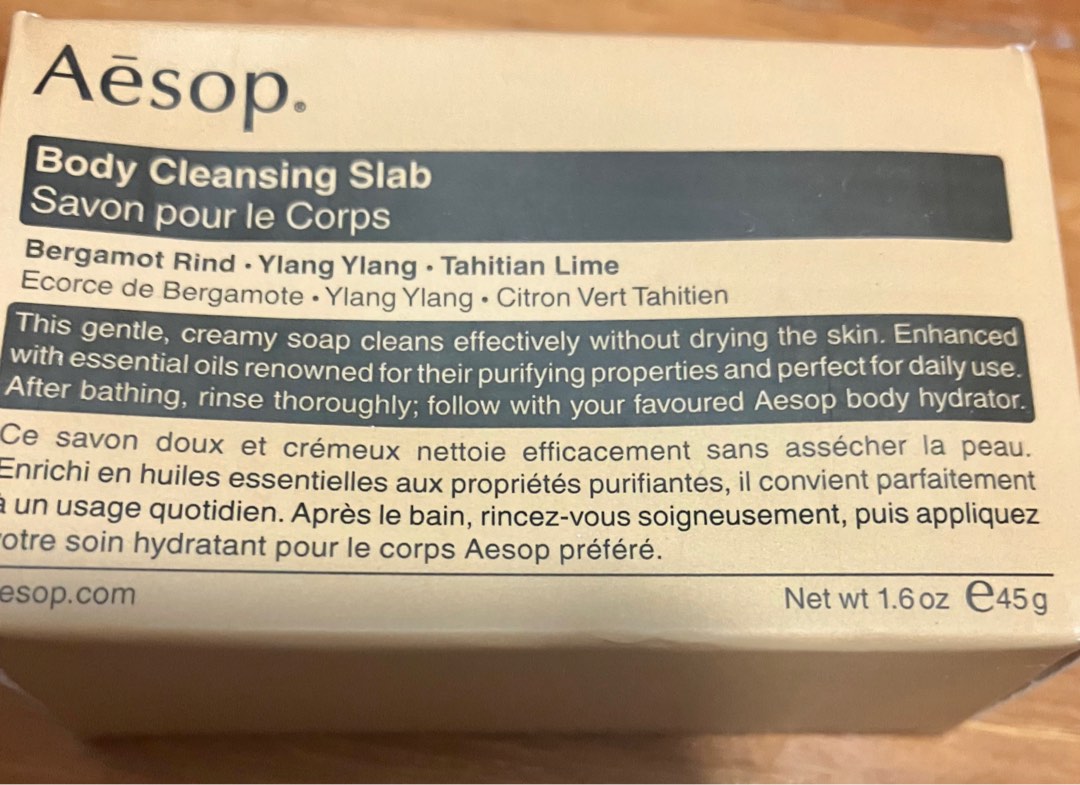 Aēsop.®
Body Cleansing Slab
Savon pour le Corps
Bergamot Rind • Ylang Ylang • Tahitian Lime
Ecorce de Bergamote • Ylang Ylang • Citron Vert Tahitien
This gentle, creamy soap cleans effectively without drying the skin. Enhanced
with essential oils renowned for their purifying properties and perfect for daily use.
After bathing, rinse thoroughly; follow with your favoured Aesop body hydrator.
Ce savon doux et crémeux nettoie efficacement sans assécher la peau.
Enrichi en huiles essentielles aux propriétés purifiantes, il convient parfaitement
à un usage quotidien. Après le bain, rincez-vous soigneusement, puis appliquez
otre soin hydratant pour le corps Aesop préféré.
esop.com
Net wt 1.6 oz ℮45 g